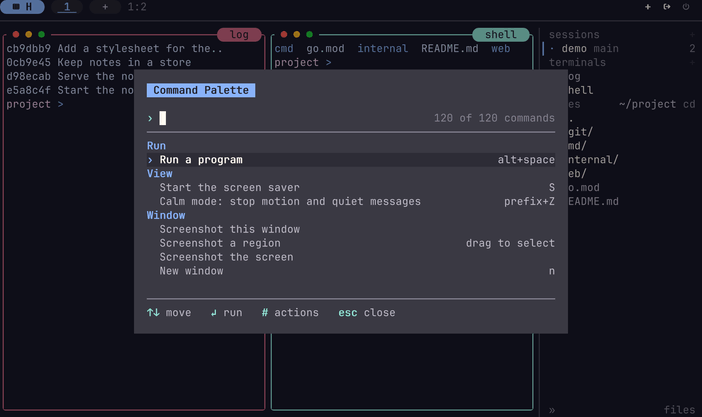 H 1 + 1:2 +
log
cb9dbb9 Add a stylesheet for the..
0cb9e45 Keep notes in a store
d98ecab Serve the no
e5a8c4f Start the no
project >
shell
cmd go.mod internal README.md web
project >
sessions
- demo main 2
terminals
og
hell
es ~/project cd
.
git/
md/
nternal/
eb/
o.mod
EADME.md
» files
Command Palette
› 120 of 120 commands
Run
› Run a program alt+space
View
Start the screen saver S
Calm mode: stop motion and quiet messages prefix+Z
Window
Screenshot this window
Screenshot a region drag to select
Screenshot the screen
New window n
↑↓ move ↲ run # actions esc close